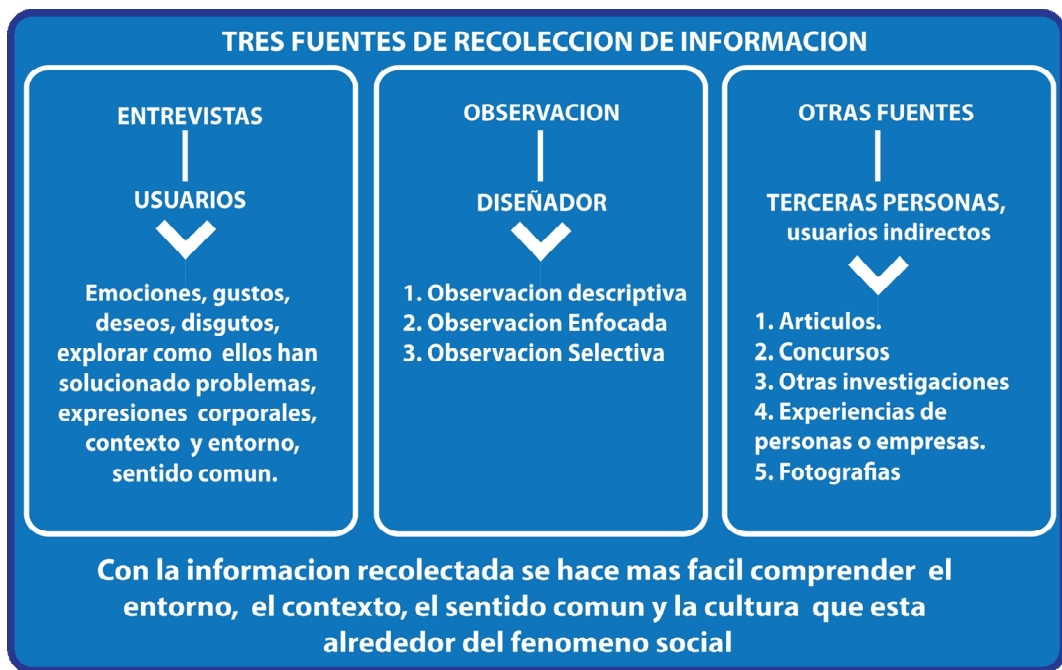 TRES FUENTES DE RECOLECCION DE INFORMACION
ENTREVISTAS
USUARIOS
Emociones, gustos,
deseos, disgutos,
explorar como ellos han
solucionado problemas,
expresiones corporales,
contexto y entorno,
sentido comun.
OBSERVACION
DISEÑADOR
1. Observacion descriptiva
2. Observacion Enfocada
3. Observacion Selectiva
OTRAS FUENTES
TERCERAS PERSONAS,
usuarios indirectos
1. Articulos.
2. Concursos
3. Otras investigaciones
4. Experiencias de
personas o empresas.
5. Fotografias
Con la informacion recolectada se hace mas facil comprender el
entorno, el contexto, el sentido comun y la cultura que esta
alrededor del fenomeno social